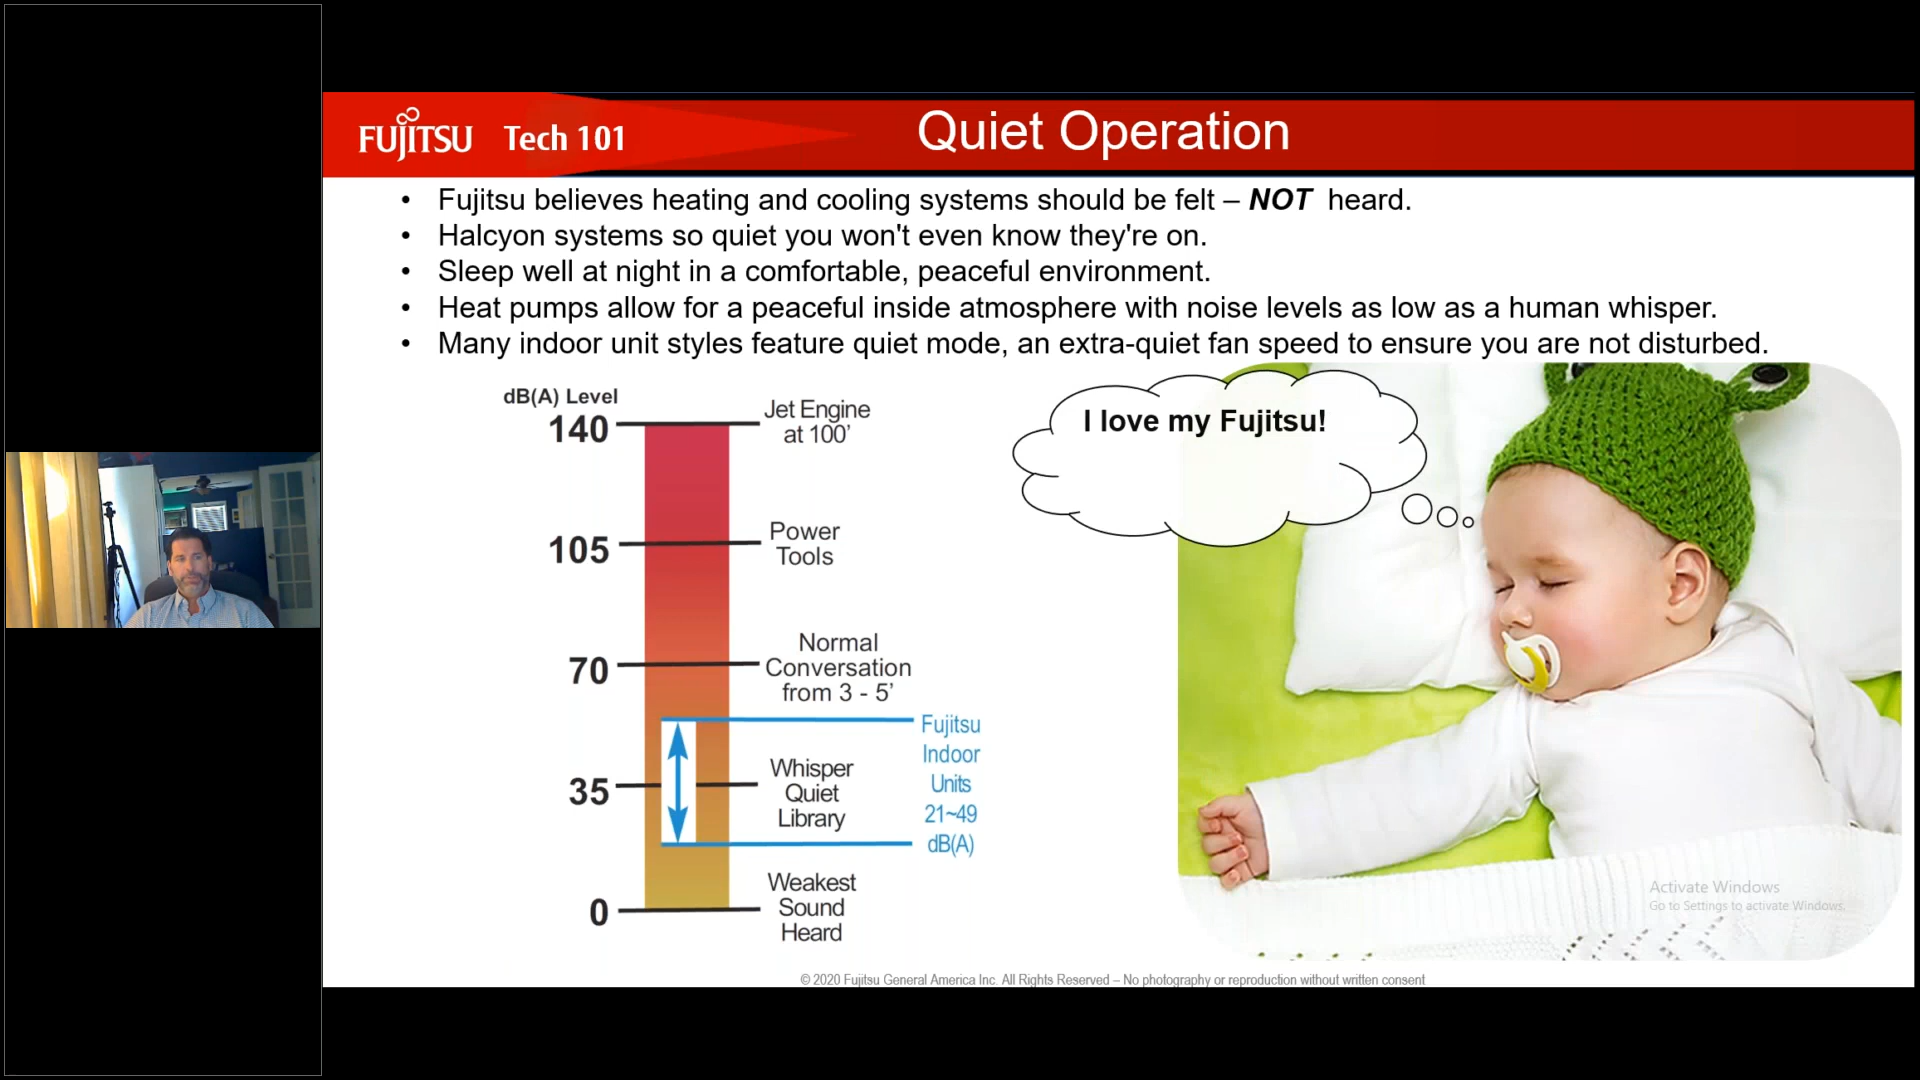 FUJITSU Tech 101
Quiet Operation
• Fujitsu believes heating and cooling systems should be felt – NOT heard.
• Halcyon systems so quiet you won't even know they're on.
• Sleep well at night in a comfortable, peaceful environment.
• Heat pumps allow for a peaceful inside atmosphere with noise levels as low as a human whisper.
• Many indoor unit styles feature quiet mode, an extra-quiet fan speed to ensure you are not disturbed.
dB(A) Level
140
Jet Engine
at 100’
105
Power
Tools
70
Normal
Conversation
from 3 - 5’
35
Whisper
Quiet
Library
Fujitsu
Indoor
Units
21~49
dB(A)
0
Weakest
Sound
Heard
I love my Fujitsu!
Activate Windows
Go to Settings to activate Windows.
© 2020 Fujitsu General America Inc. All Rights Reserved – No photography or reproduction without written consent